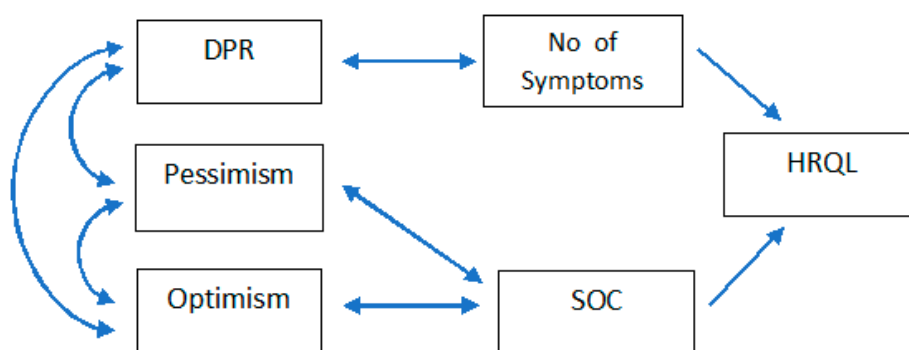 DPR
No of
Symptoms
Pessimism
HRQL
Optimism
SOC